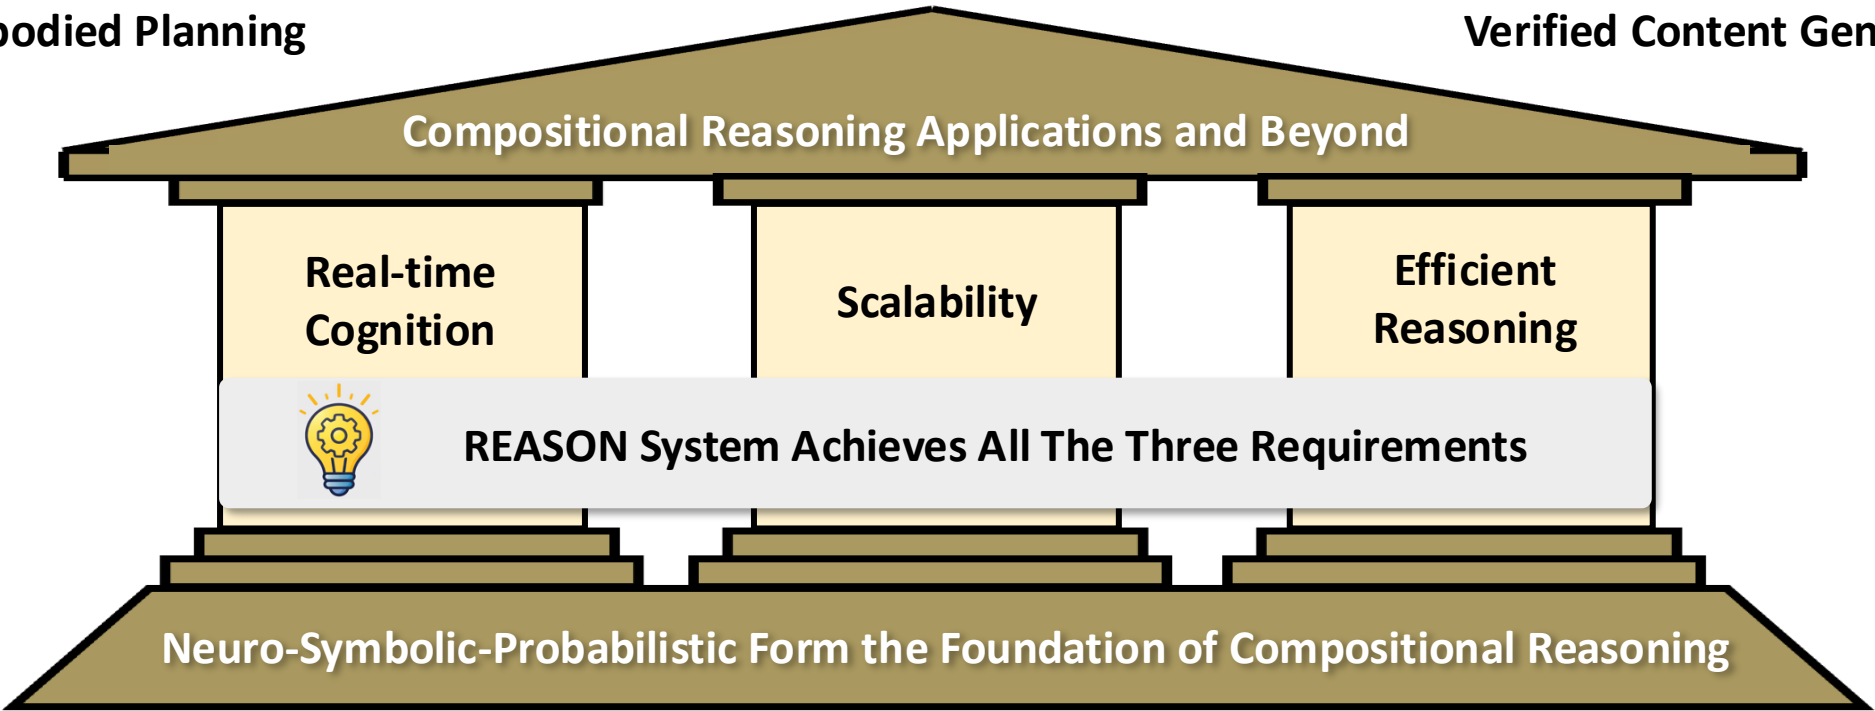 bodied Planning
Verified Content Gen
Compositional Reasoning Applications and Beyond
Real-time
Cognition
Scalability
Efficient
Reasoning
REASON System Achieves All The Three Requirements
Neuro-Symbolic-Probabilistic Form the Foundation of Compositional Reasoning